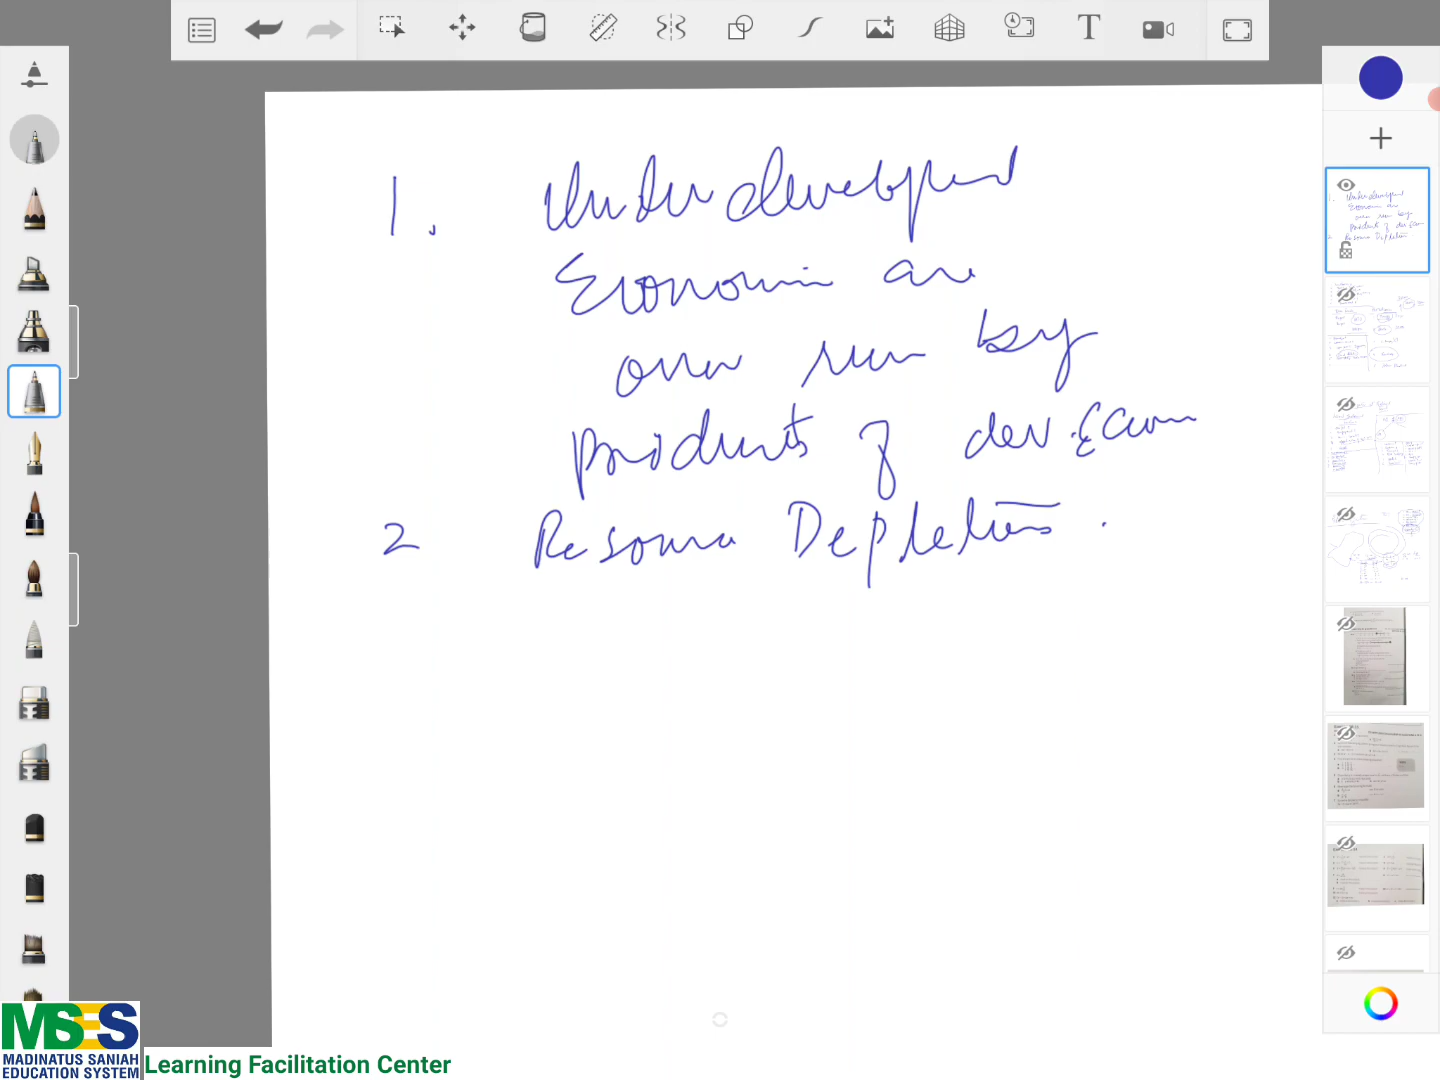 1. Underdeveloped
Economies are
over run by
products of dev. Econ
2 Resource Depletion.
T
MSES
MADINATUS SANIAH
EDUCATION SYSTEM
Learning Facilitation Center